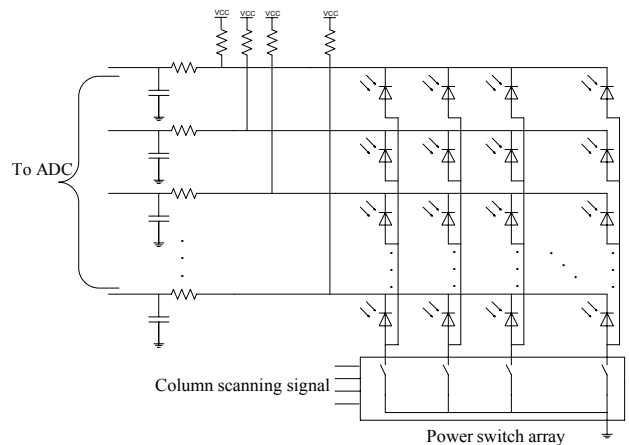 VCC VCC VCC VCC
To ADC
Column scanning signal
Power switch array